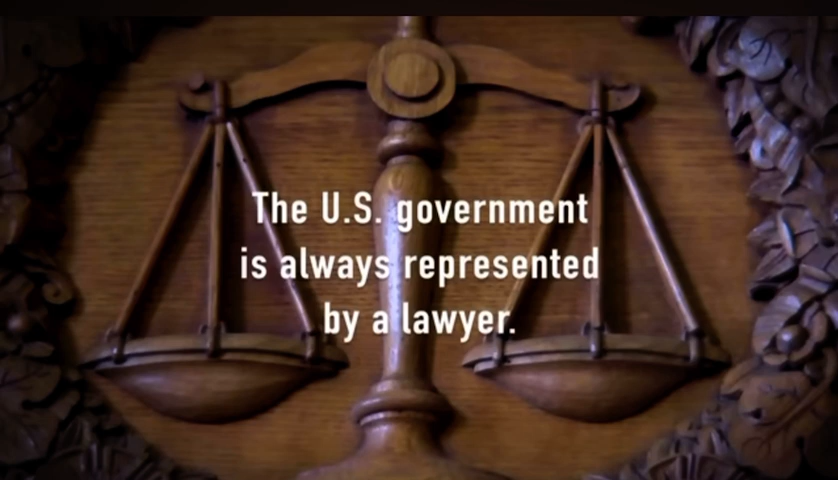 The U.S. government
is always represented
by a lawyer.